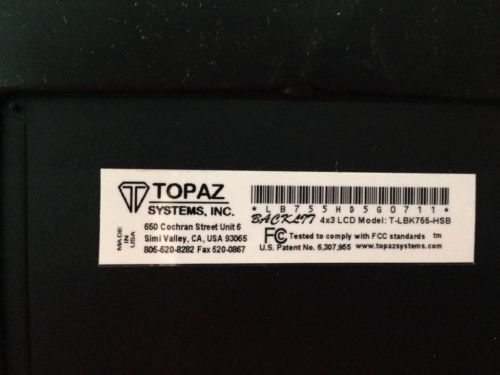 TOPAZ
SYSTEMS, INC.
650 Cochran Street Unit 6
Simi Valley, CA, USA 93065
805-520-8282 Fax 520-0867
MADE
IN
USA
*LB755HD5G0711*
BACKLIT 4x3 LCD Model: T-LBK755-HSB
FC Tested to comply with FCC standards tm
U.S. Patent No. 6,307,955 www.topazsystems.com